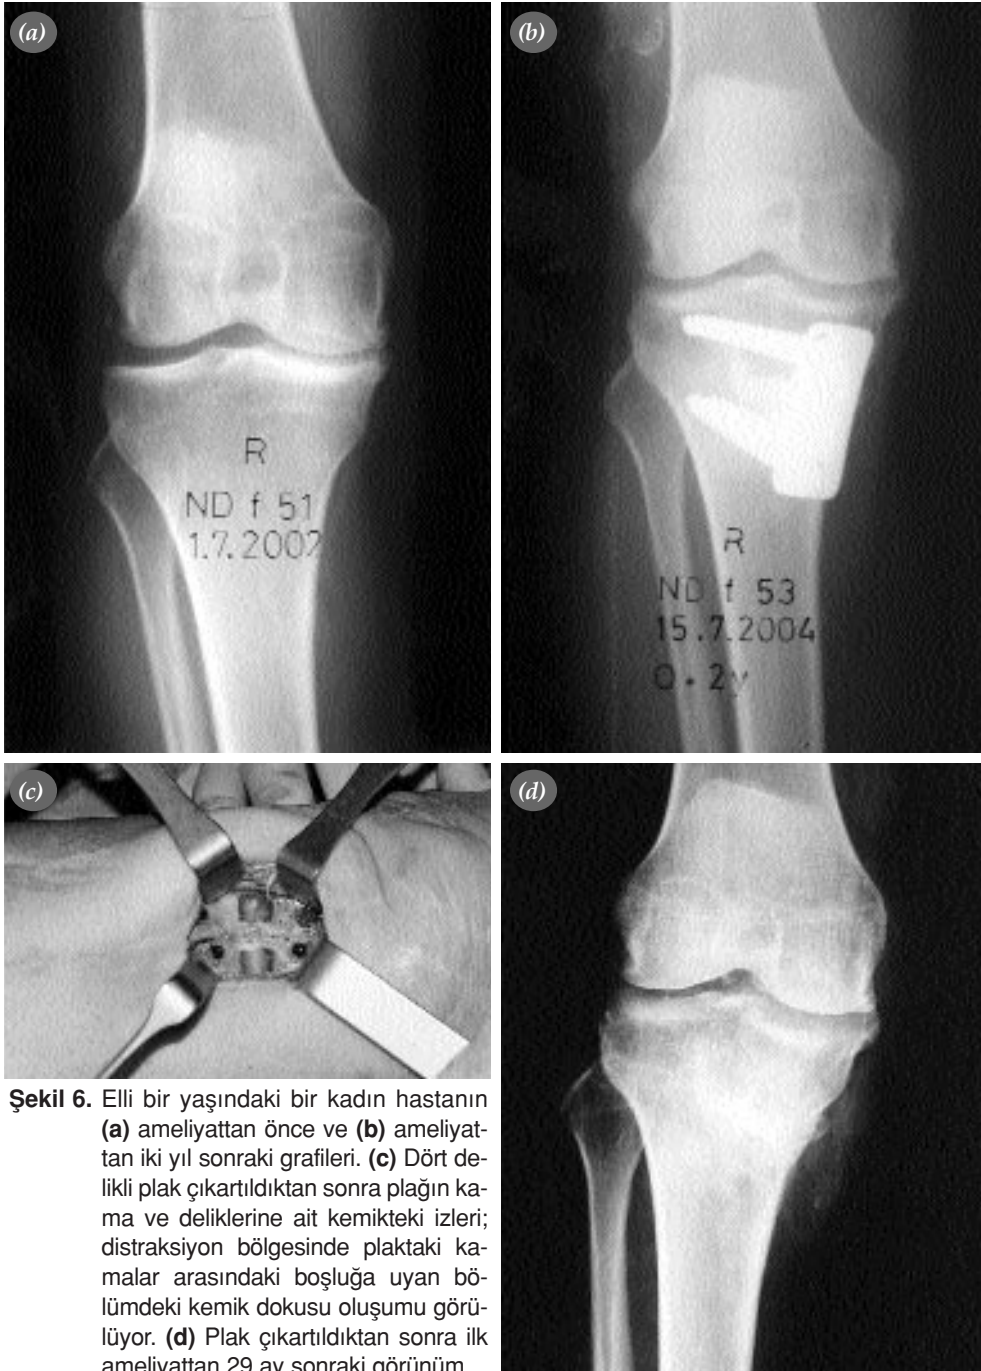 (a)
R
ND f 51
1.7.2002
(b)
R
ND f 53
15.7.2004
O. 2y
(c)
(d)
Şekil 6. Elli bir yaşındaki bir kadın hastanın
(a) ameliyattan önce ve (b) ameliyat-
tan iki yıl sonraki grafileri. (c) Dört de-
likli plak çıkartıldıktan sonra plağın ka-
ma ve deliklerine ait kemikteki izleri;
distraksiyon bölgesinde plaktaki ka-
malar arasındaki boşluğa uyan bö-
lümdeki kemik dokusu oluşumu görü-
lüyor. (d) Plak çıkartıldıktan sonra ilk
ameliyattan 29 ay sonraki görünüm.